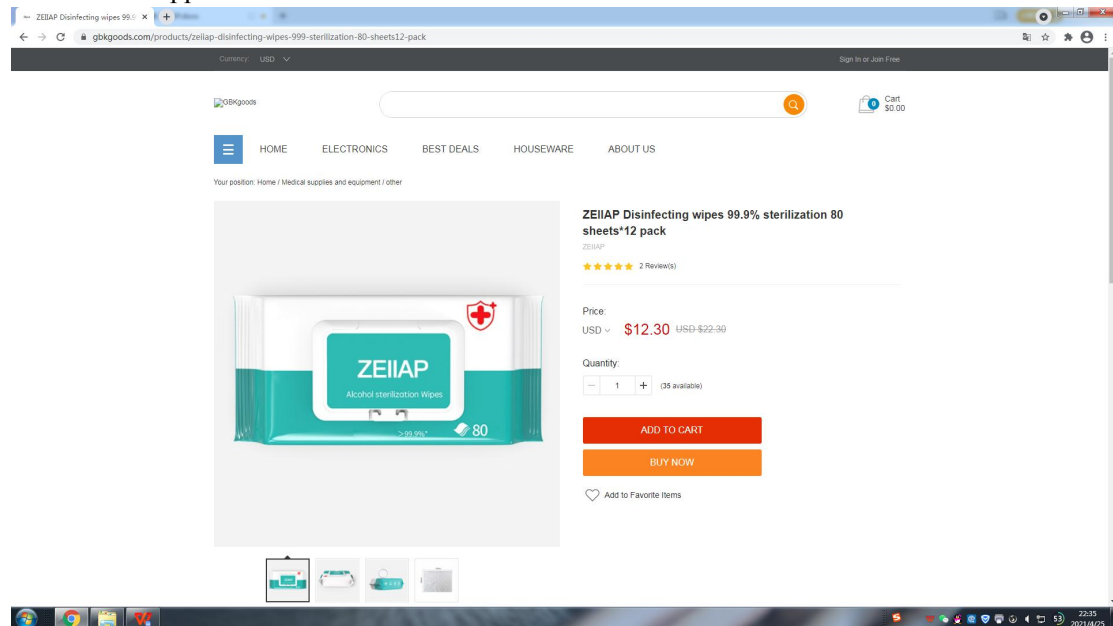 ZEIIAP Disinfecting wipes 99.9
gbkgoods.com/products/zeiiap-disinfecting-wipes-999-sterilization-80-sheets12-pack
Currency: USD
Sign In or Join Free
GBKgoods
0
Cart
$0.00
HOME ELECTRONICS BEST DEALS HOUSEWARE ABOUT US
Your position: Home / Medical supplies and equipment / other
ZEIIAP Disinfecting wipes 99.9% sterilization 80
sheets*12 pack
ZEIIAP
2 Review(s)
Price:
USD $12.30 USD $22.30
Quantity:
1 (35 available)
ADD TO CART
BUY NOW
Add to Favorite Items
ZEIIAP
Alcohol sterilization Wipes
>99.9%*
80
53
22:35
2021/4/25